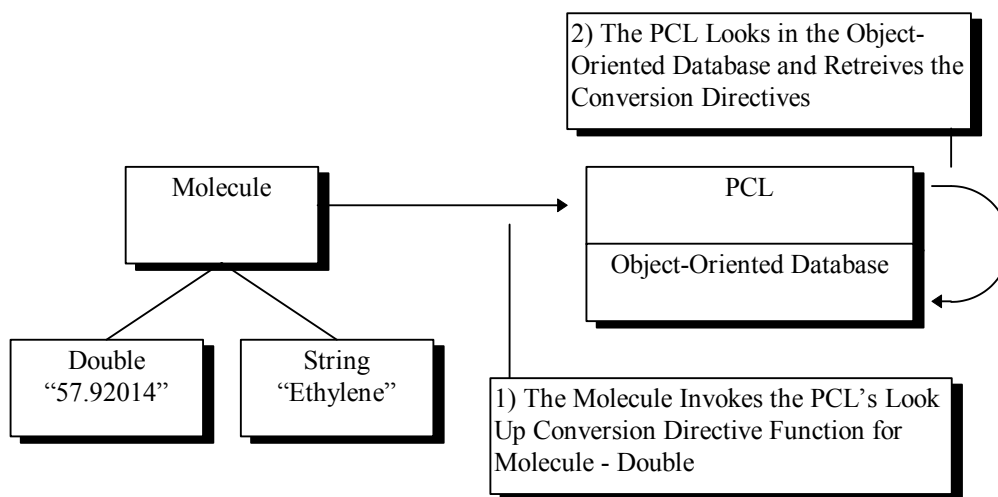 2) The PCL Looks in the Object-
Oriented Database and Retreives the
Conversion Directives
Molecule
PCL
Object-Oriented Database
Double
“57.92014”
String
“Ethylene”
1) The Molecule Invokes the PCL’s Look
Up Conversion Directive Function for
Molecule - Double